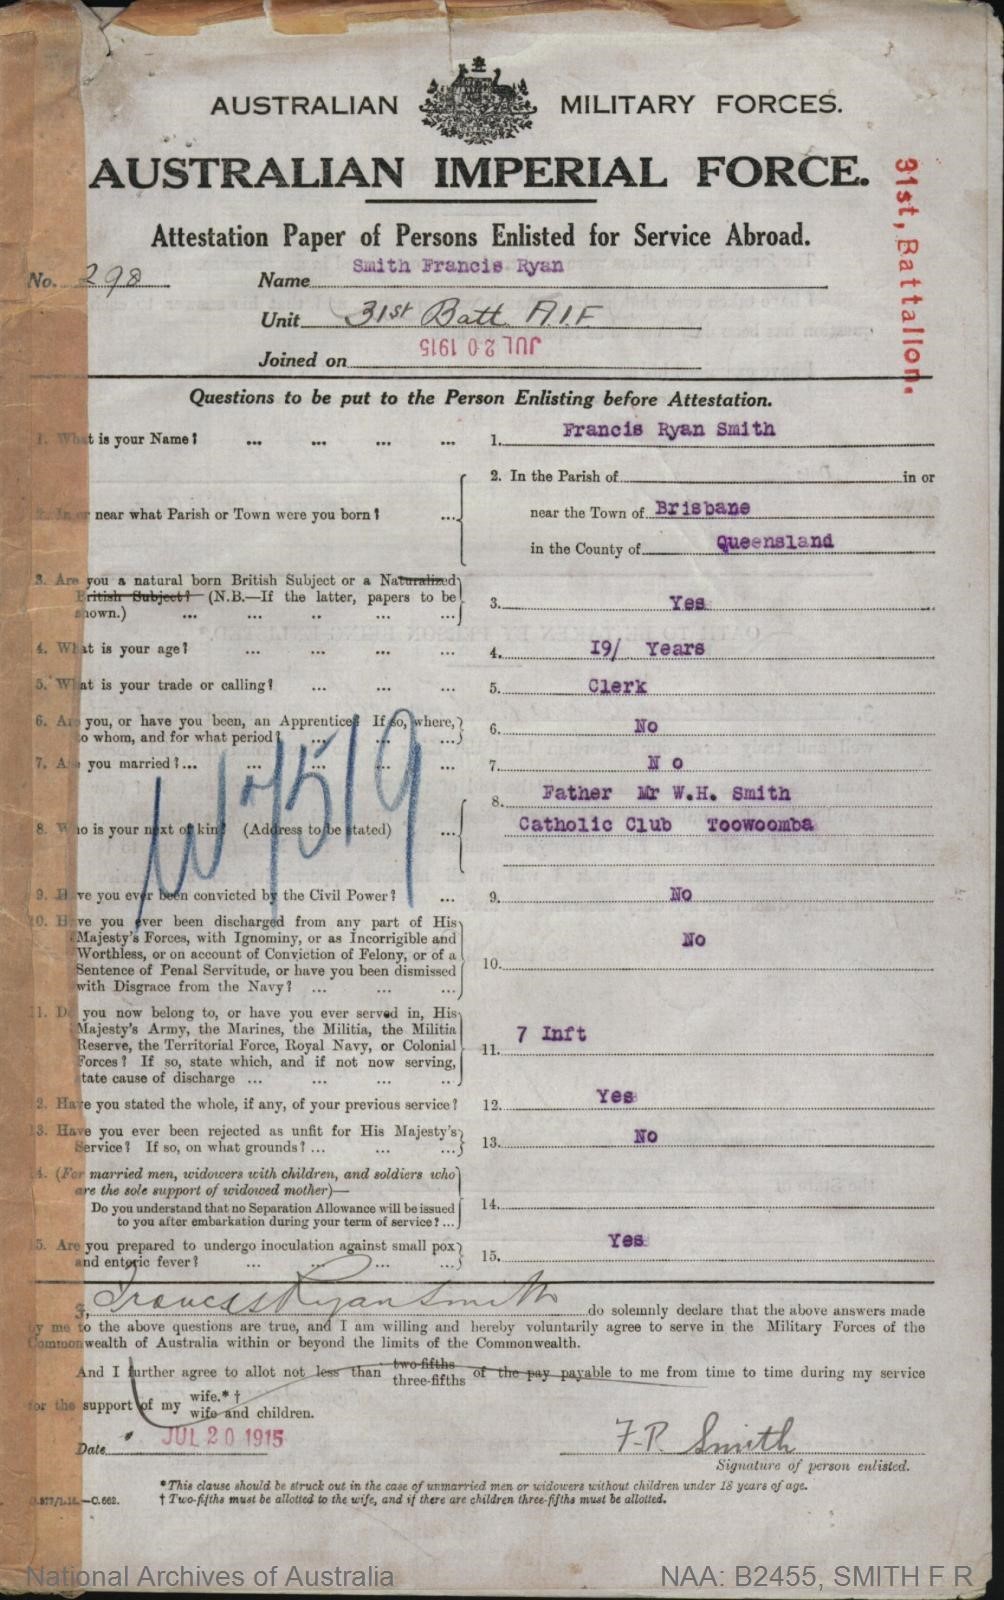 AUSTRALIAN MILITARY FORCES.
AUSTRALIAN IMPERIAL FORCE.
31st, Battallon.
Attestation Paper of Persons Enlisted for Service Abroad.
No. 298 Name Smith Francis Ryan
Unit 31st Batt A.I.F.
Joined on JUL 20 1915
Questions to be put to the Person Enlisting before Attestation.
1. What is your Name? ... ... ... ... 1. Francis Ryan Smith
2. In the Parish of in or
2. In or near what Parish or Town were you born? ... near the Town of Brisbane
in the County of Queensland
3. Are you a natural born British Subject or a Naturalized
British Subject? (N.B.—If the latter, papers to be 3. Yes
shown.) ... ... ... ... ...
4. What is your age? ... ... ... 4. 19/ Years
5. What is your trade or calling? ... ... ... 5. Clerk
6. Are you, or have you been, an Apprentice? If so, where, 6. No
to whom, and for what period? ... ... ...
7. Are you married? ... ... ... ... ... 7. N o
8. Father Mr W.H. Smith
8. Who is your next of kin? (Address to be stated) ... Catholic Club Toowoomba
9. Have you ever been convicted by the Civil Power? ... 9. No
10. Have you ever been discharged from any part of His
Majesty's Forces, with Ignominy, or as Incorrigible and No
Worthless, or on account of Conviction of Felony, or of a
Sentence of Penal Servitude, or have you been dismissed 10.
with Disgrace from the Navy? ... ... ...
11. Do you now belong to, or have you ever served in, His
Majesty's Army, the Marines, the Militia, the Militia 7 Inft
Reserve, the Territorial Force, Royal Navy, or Colonial 11.
Forces? If so, state which, and if not now serving,
state cause of discharge ... ... ... ...
12. Have you stated the whole, if any, of your previous service? 12. Yes
13. Have you ever been rejected as unfit for His Majesty's 13. No
Service? If so, on what grounds? ... ... ...
14. (For married men, widowers with children, and soldiers who
are the sole support of widowed mother)—
Do you understand that no Separation Allowance will be issued 14.
to you after embarkation during your term of service? ...
15. Are you prepared to undergo inoculation against small pox 15. Yes
and enteric fever? ... ... ...
I, Francis Ryan Smith do solemnly declare that the above answers made
by me to the above questions are true, and I am willing and hereby voluntarily agree to serve in the Military Forces of the
Commonwealth of Australia within or beyond the limits of the Commonwealth.
And I further agree to allot not less than two-fifths three-fifths of the pay payable to me from time to time during my service
for the support of my wife.* † wife and children.
Date JUL 20 1915 F.R. Smith
Signature of person enlisted.
* This clause should be struck out in the case of unmarried men or widowers without children under 18 years of age.
† Two-fifths must be allotted to the wife, and if there are children three-fifths must be allotted.
—C.662.
National Archives of Australia NAA: B2455, SMITH F R